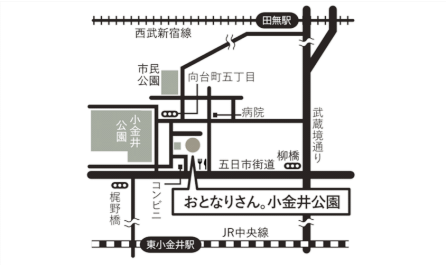 田無駅
西武新宿線
市民
公園
向台町五丁目
病院
小金井
公園
武蔵境通り
柳橋
五日市街道
コンビニ
梶野橋
おとなりさん。小金井公園
JR中央線
東小金井駅